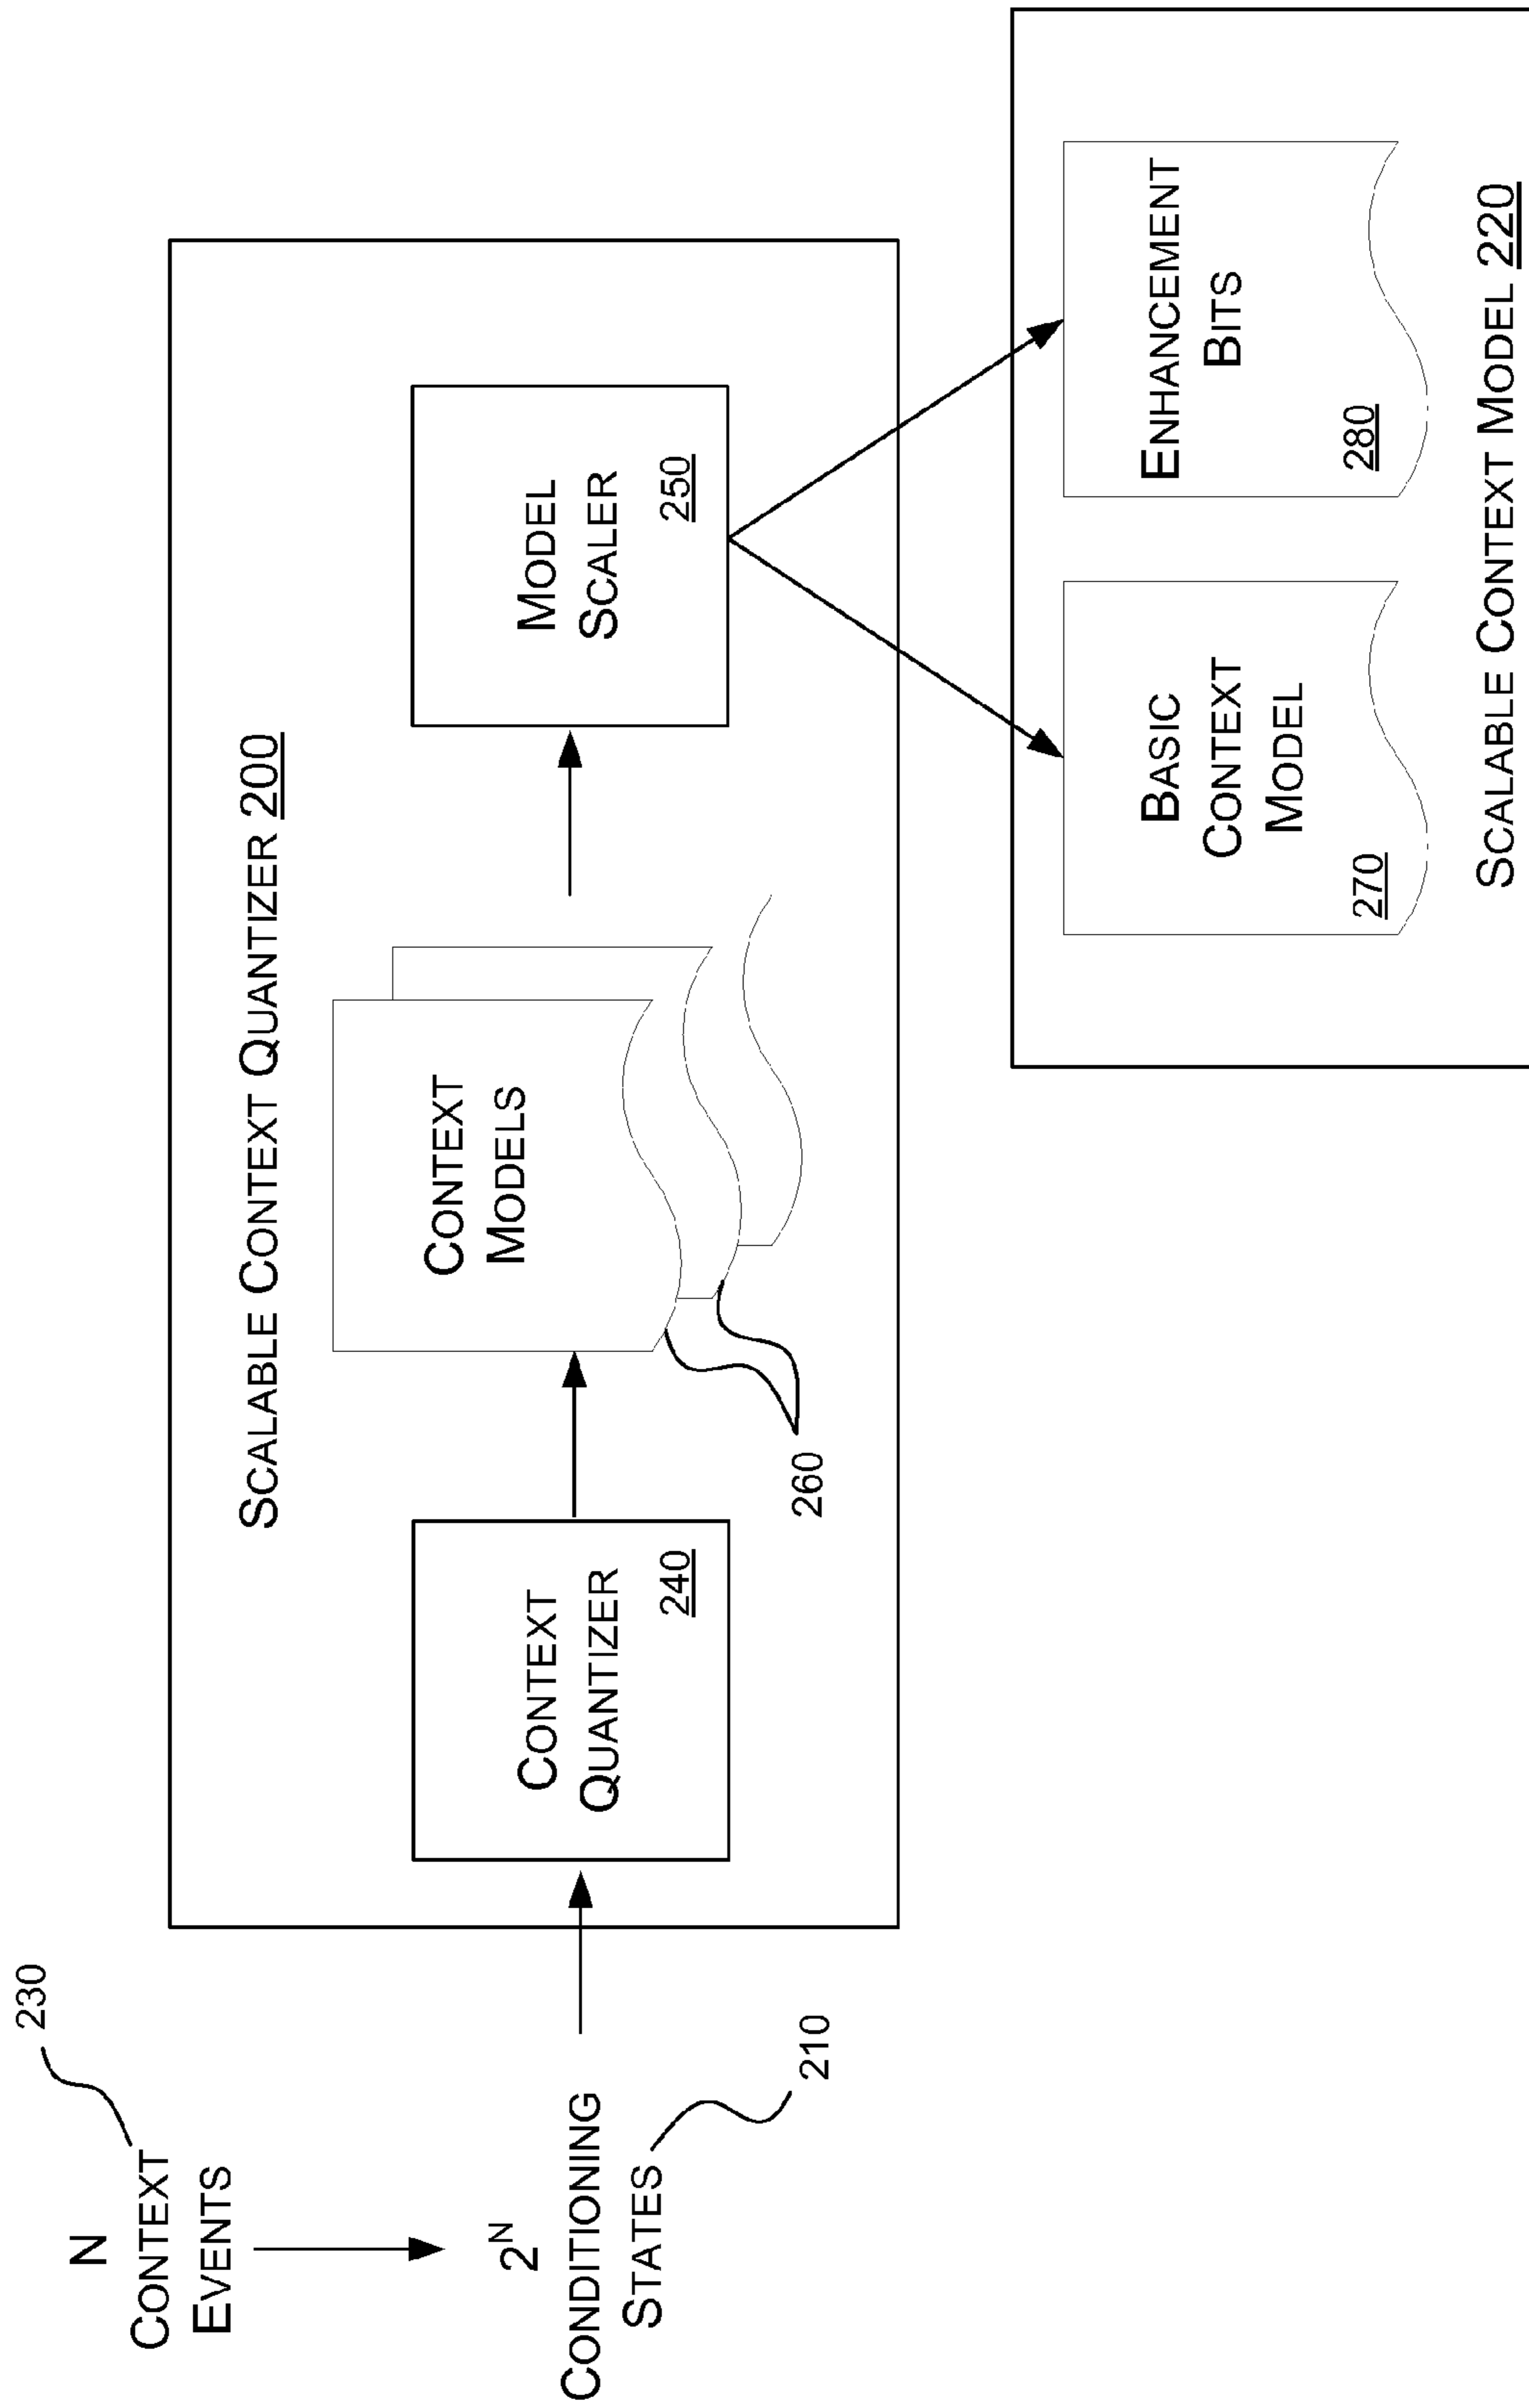 230
N
CONTEXT
EVENTS
2^N
CONDITIONING
STATES
210
SCALABLE CONTEXT QUANTIZER 200
CONTEXT
QUANTIZER
240
CONTEXT
MODELS
260
MODEL
SCALER
250
BASIC
CONTEXT
MODEL
270
ENHANCEMENT
BITS
280
SCALABLE CONTEXT MODEL 220